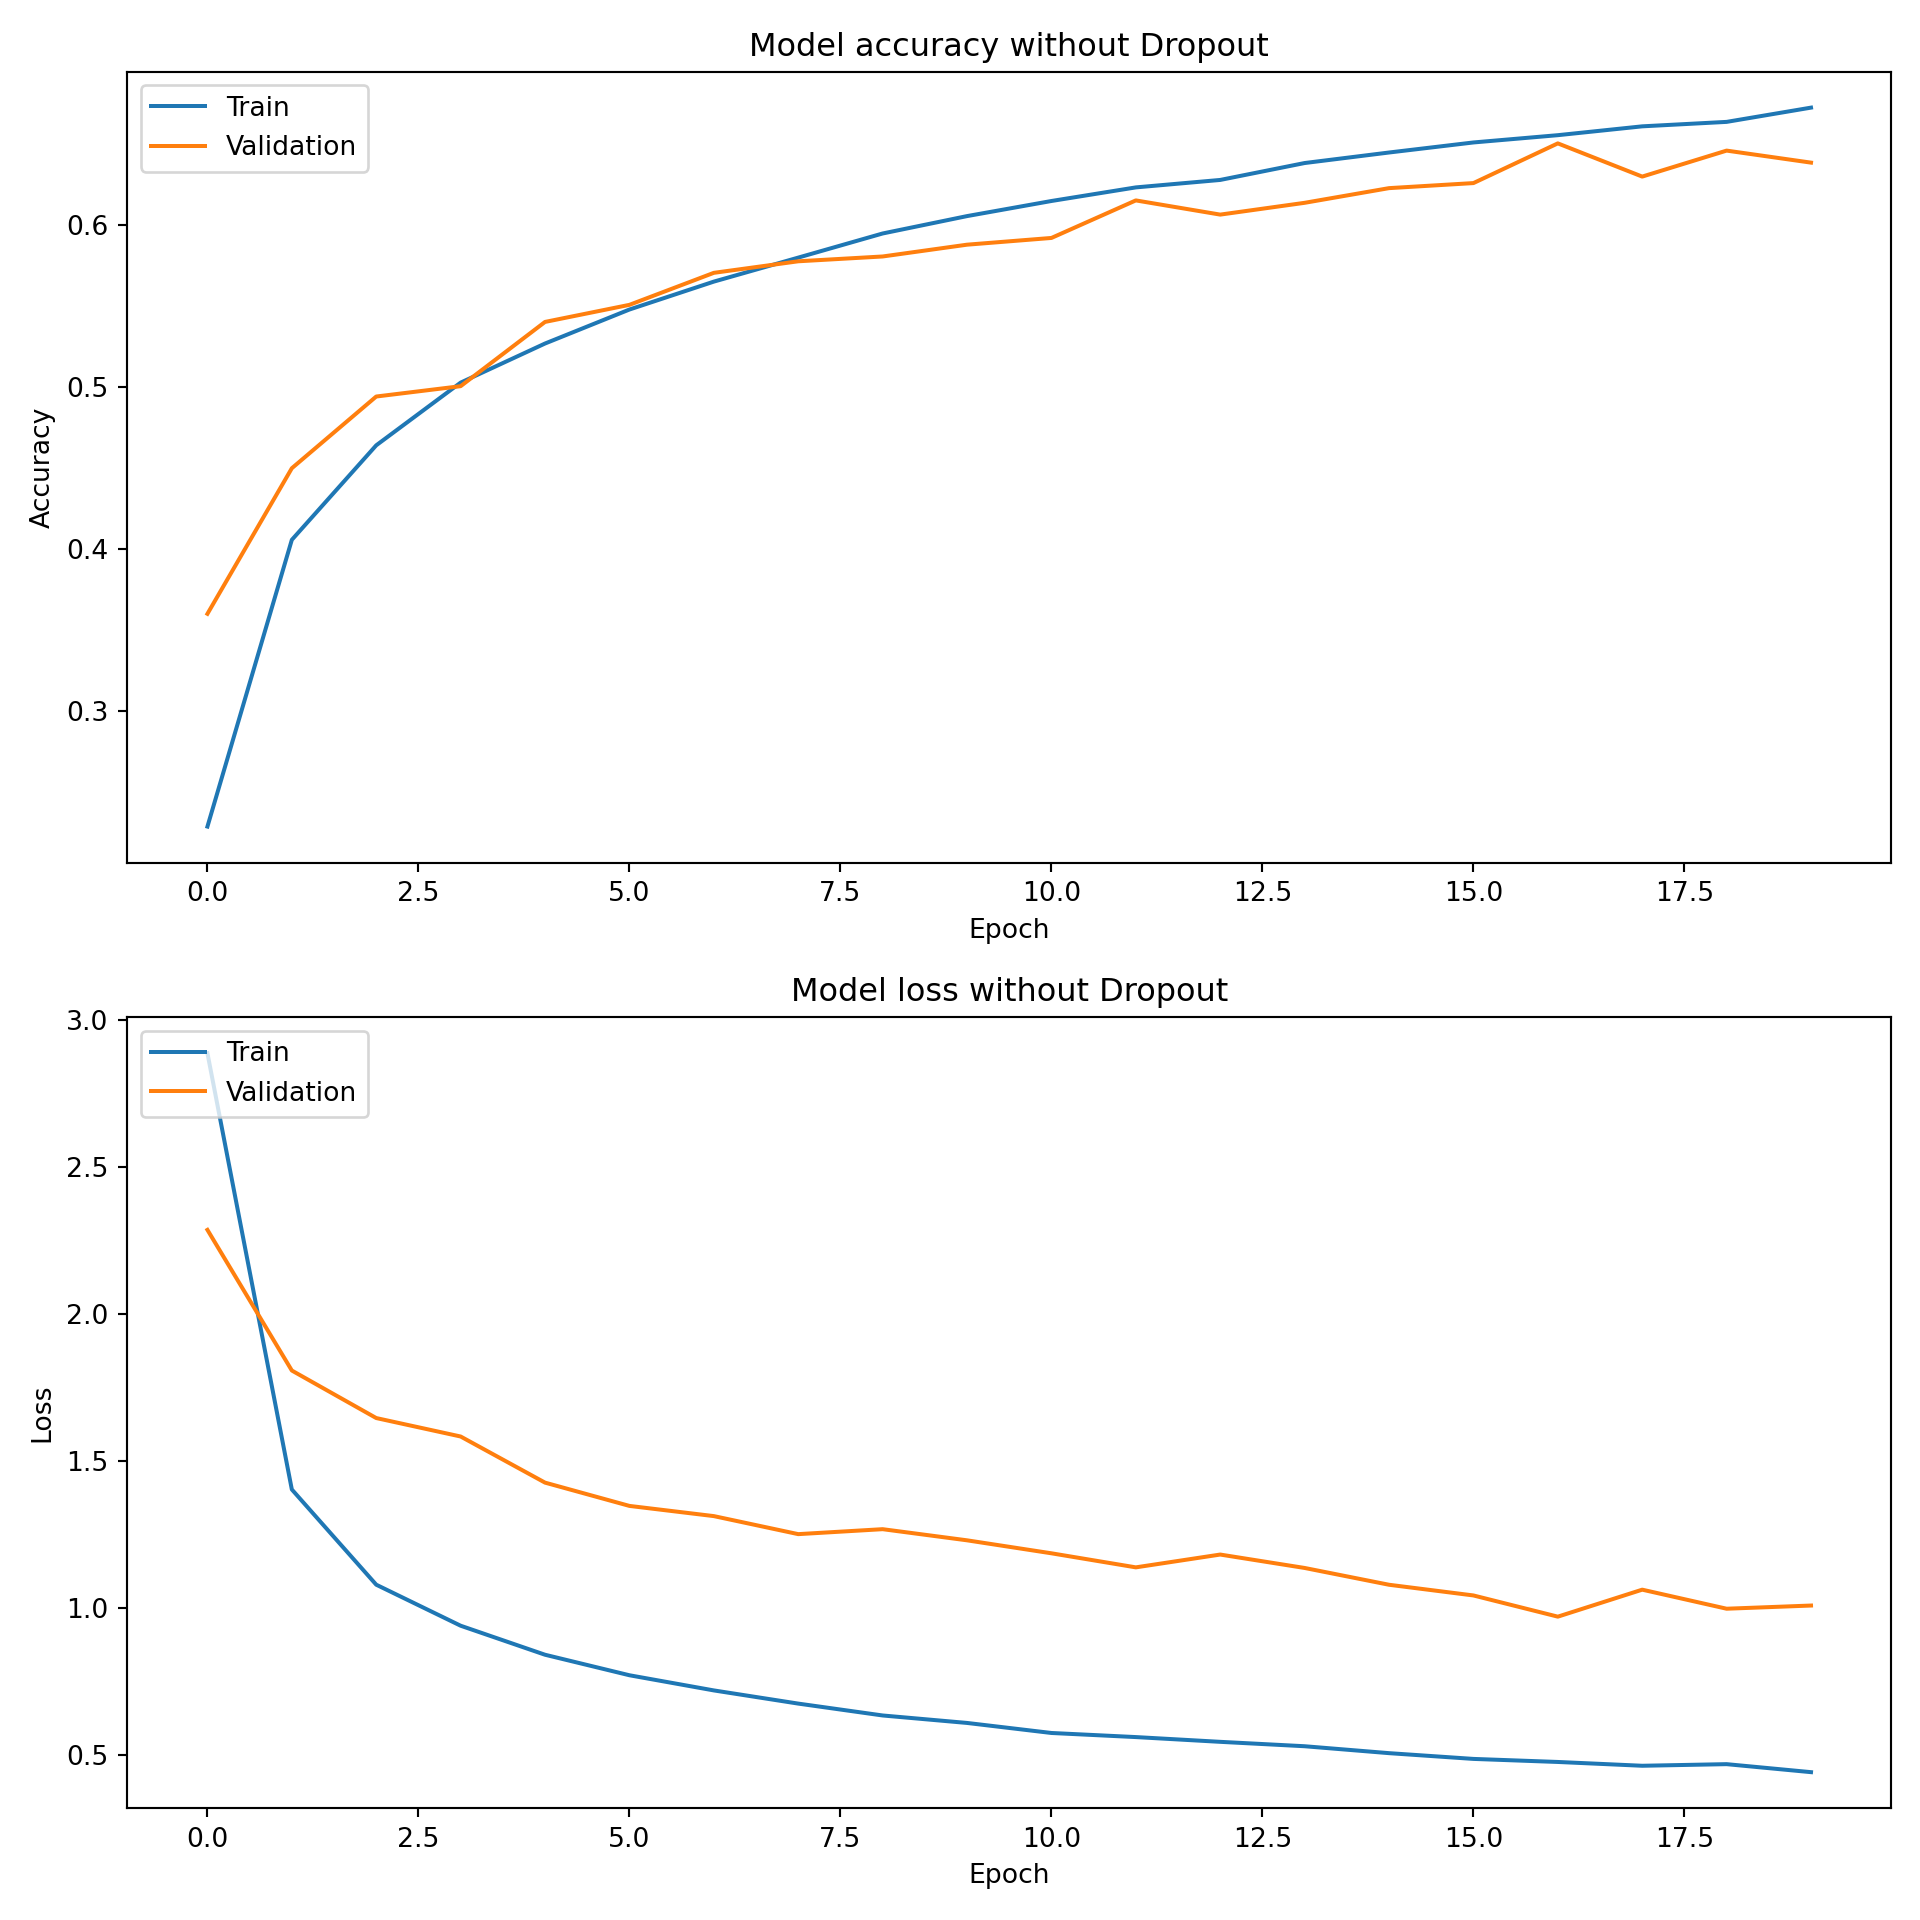 Model accuracy without Dropout
Train
Validation
Accuracy
0.6
0.5
0.4
0.3
0.0 2.5 5.0 7.5 10.0 12.5 15.0 17.5
Epoch
Model loss without Dropout
Train
Validation
Loss
3.0
2.5
2.0
1.5
1.0
0.5
0.0 2.5 5.0 7.5 10.0 12.5 15.0 17.5
Epoch